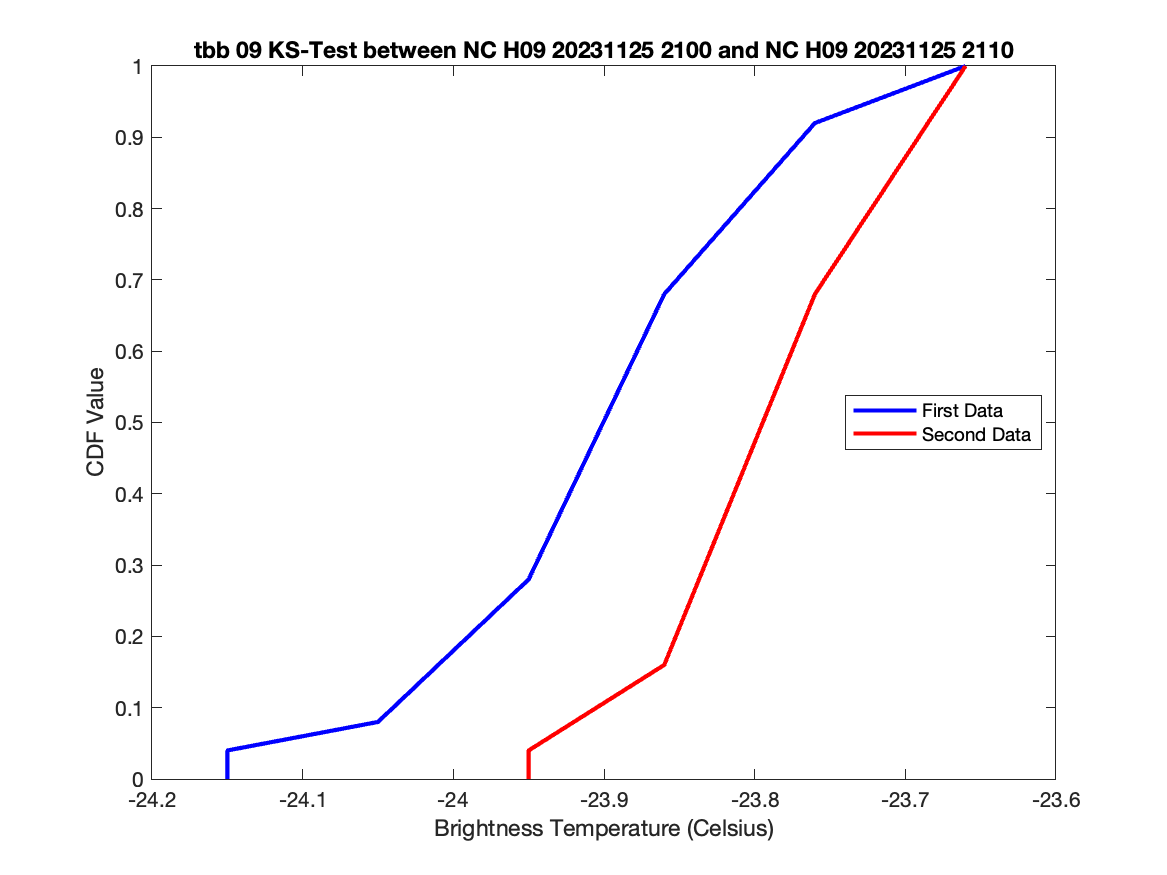 tbb 09 KS-Test between NC H09 20231125 2100 and NC H09 20231125 2110
1
0.9
0.8
0.7
0.6
0.5
0.4
0.3
0.2
0.1
0
CDF Value
First Data
Second Data
-24.2 -24.1 -24 -23.9 -23.8 -23.7 -23.6
Brightness Temperature (Celsius)